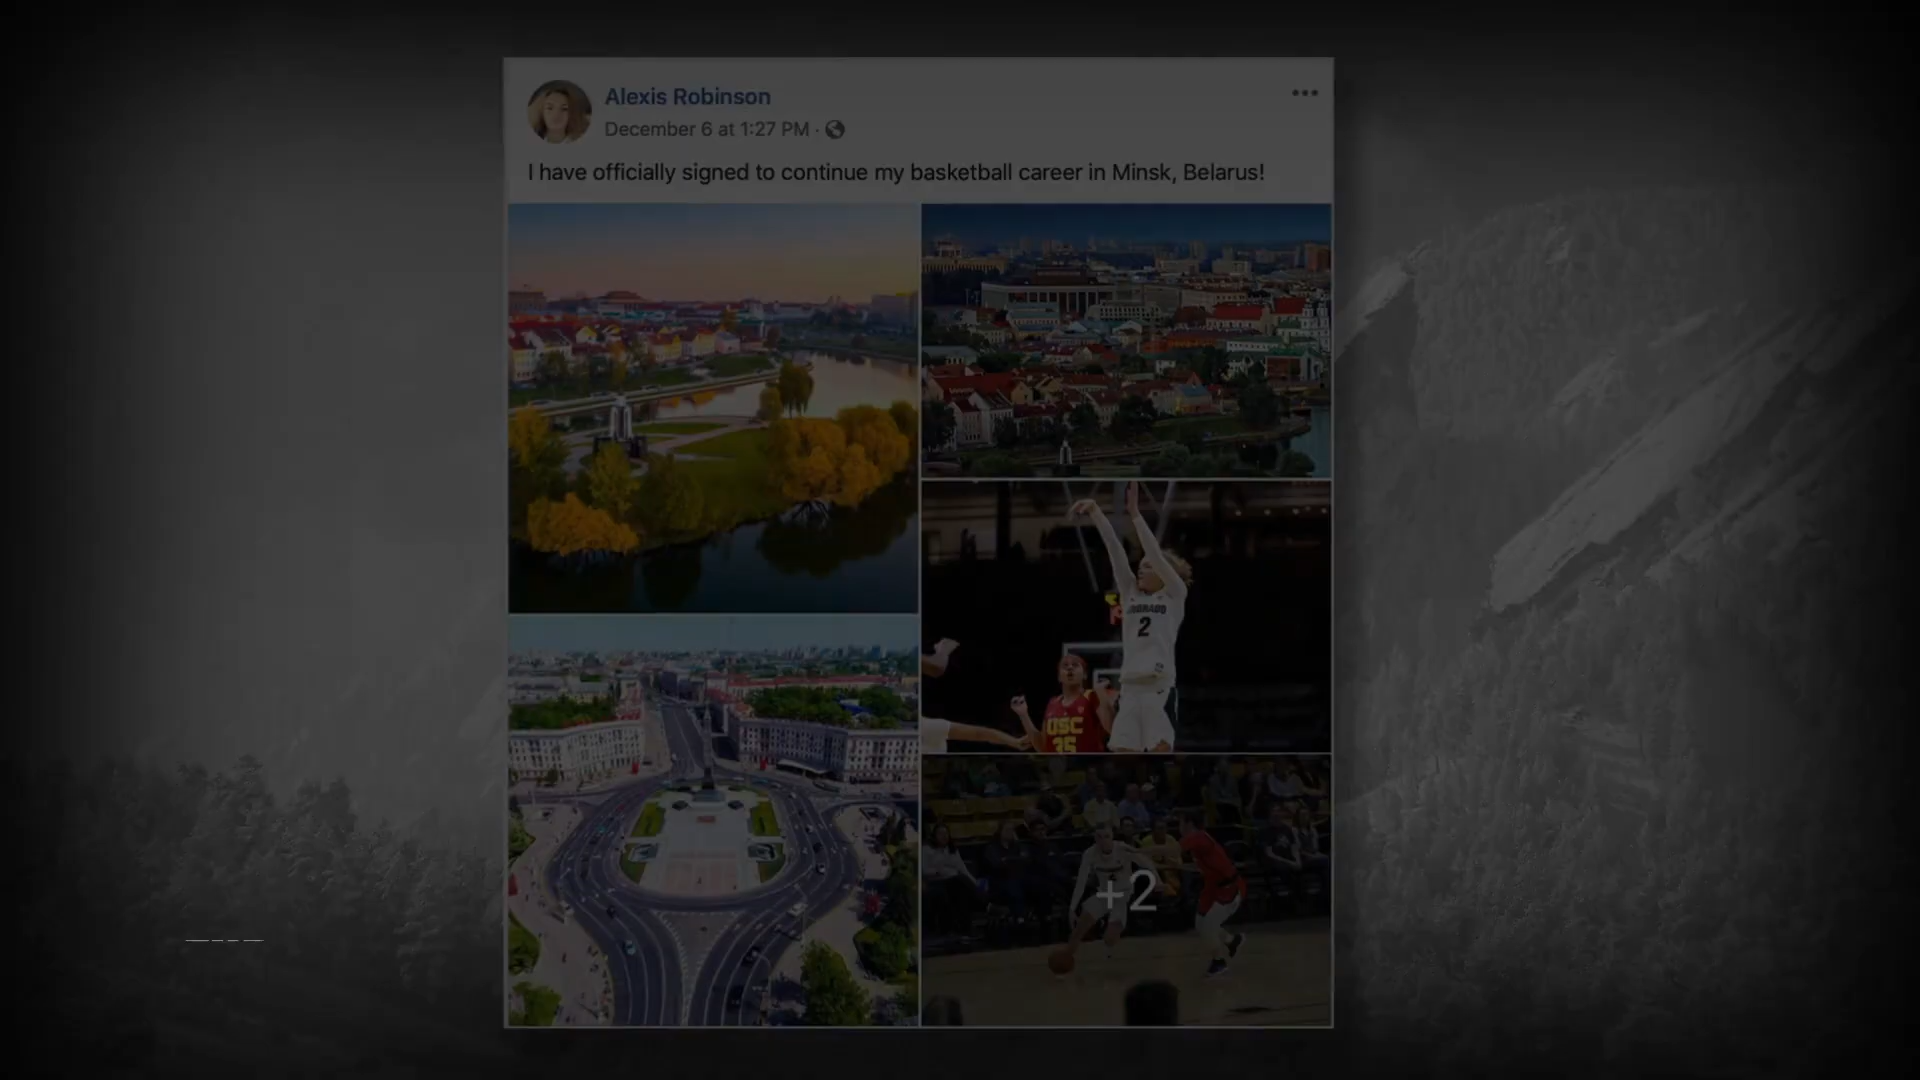 Alexis Robinson
December 6 at 1:27 PM ·
I have officially signed to continue my basketball career in Minsk, Belarus!
2
USC
35
+2